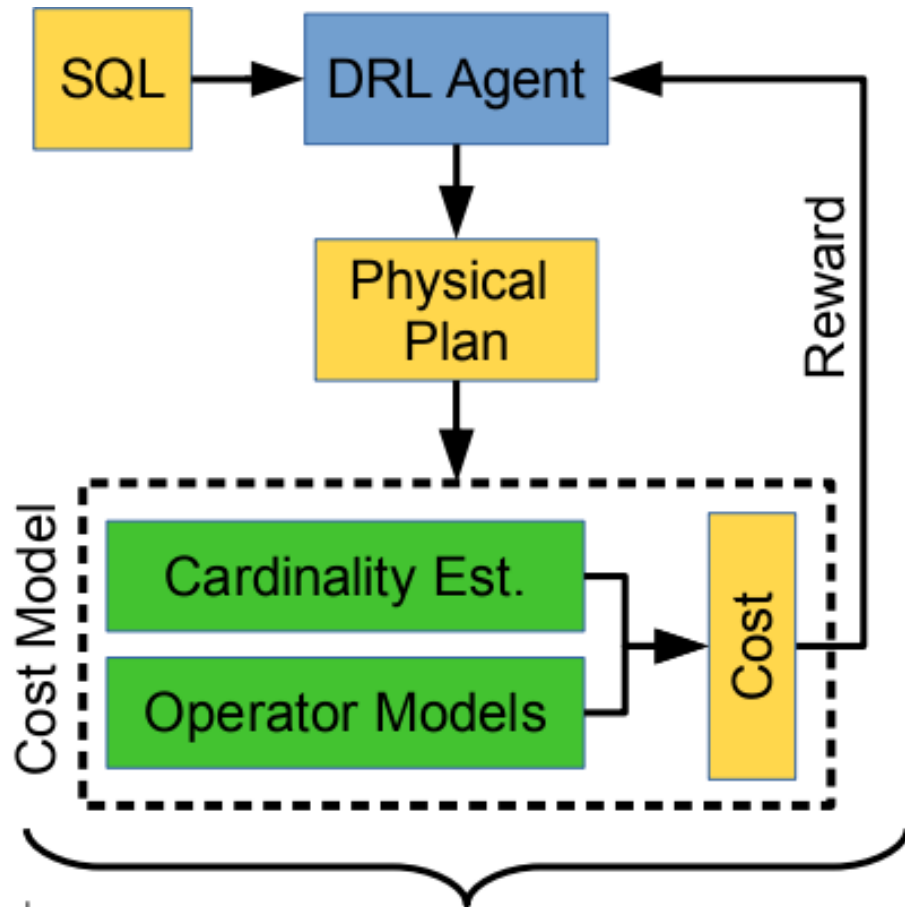 SQL
DRL Agent
Physical
Plan
Reward
Cost Model
Cardinality Est.
Operator Models
Cost